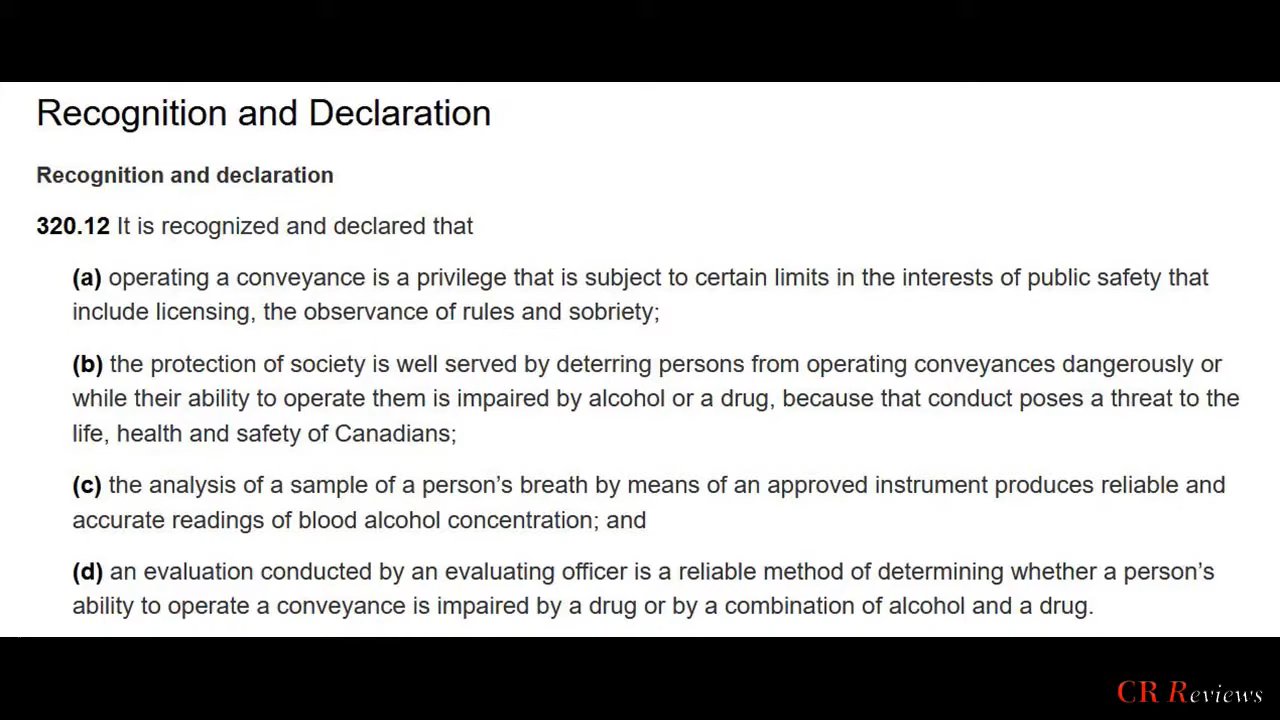 Recognition and Declaration
Recognition and declaration
320.12 It is recognized and declared that
(a) operating a conveyance is a privilege that is subject to certain limits in the interests of public safety that
include licensing, the observance of rules and sobriety;
(b) the protection of society is well served by deterring persons from operating conveyances dangerously or
while their ability to operate them is impaired by alcohol or a drug, because that conduct poses a threat to the
life, health and safety of Canadians;
(c) the analysis of a sample of a person’s breath by means of an approved instrument produces reliable and
accurate readings of blood alcohol concentration; and
(d) an evaluation conducted by an evaluating officer is a reliable method of determining whether a person’s
ability to operate a conveyance is impaired by a drug or by a combination of alcohol and a drug.
CR Reviews